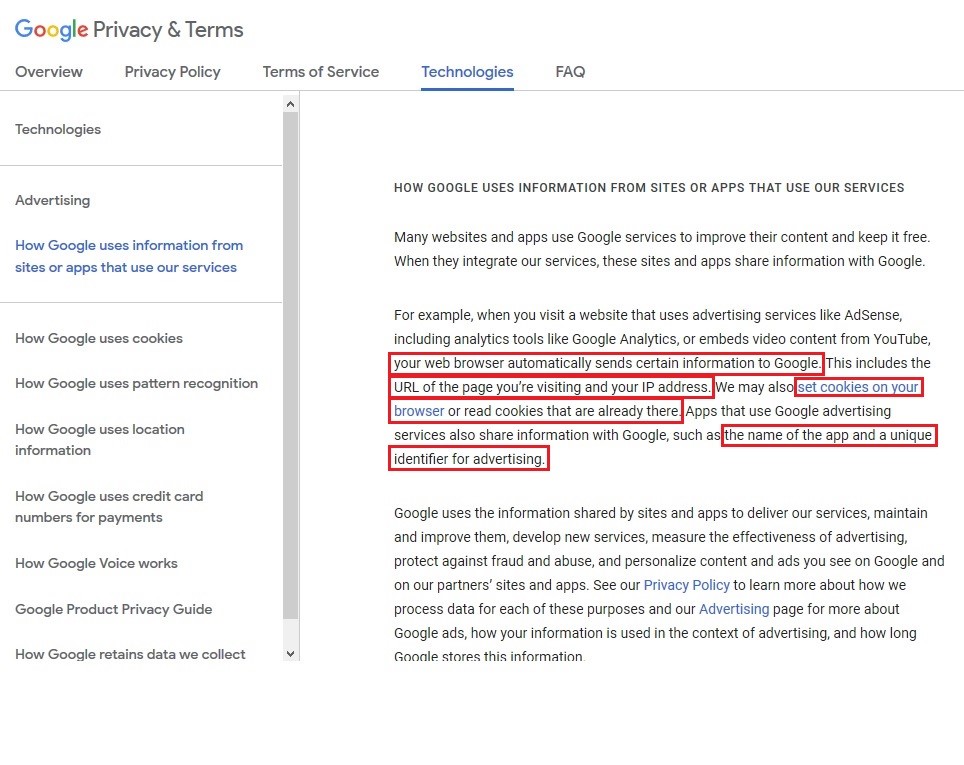 Google Privacy & Terms
Overview Privacy Policy Terms of Service Technologies FAQ
Technologies
Advertising
How Google uses information from
sites or apps that use our services
How Google uses cookies
How Google uses pattern recognition
How Google uses location
information
How Google uses credit card
numbers for payments
How Google Voice works
Google Product Privacy Guide
How Google retains data we collect
HOW GOOGLE USES INFORMATION FROM SITES OR APPS THAT USE OUR SERVICES
Many websites and apps use Google services to improve their content and keep it free.
When they integrate our services, these sites and apps share information with Google.
For example, when you visit a website that uses advertising services like AdSense,
including analytics tools like Google Analytics, or embeds video content from YouTube,
your web browser automatically sends certain information to Google. This includes the
URL of the page you’re visiting and your IP address. We may also set cookies on your
browser or read cookies that are already there. Apps that use Google advertising
services also share information with Google, such as the name of the app and a unique
identifier for advertising.
Google uses the information shared by sites and apps to deliver our services, maintain
and improve them, develop new services, measure the effectiveness of advertising,
protect against fraud and abuse, and personalize content and ads you see on Google and
on our partners’ sites and apps. See our Privacy Policy to learn more about how we
process data for each of these purposes and our Advertising page for more about
Google ads, how your information is used in the context of advertising, and how long
Google stores this information.